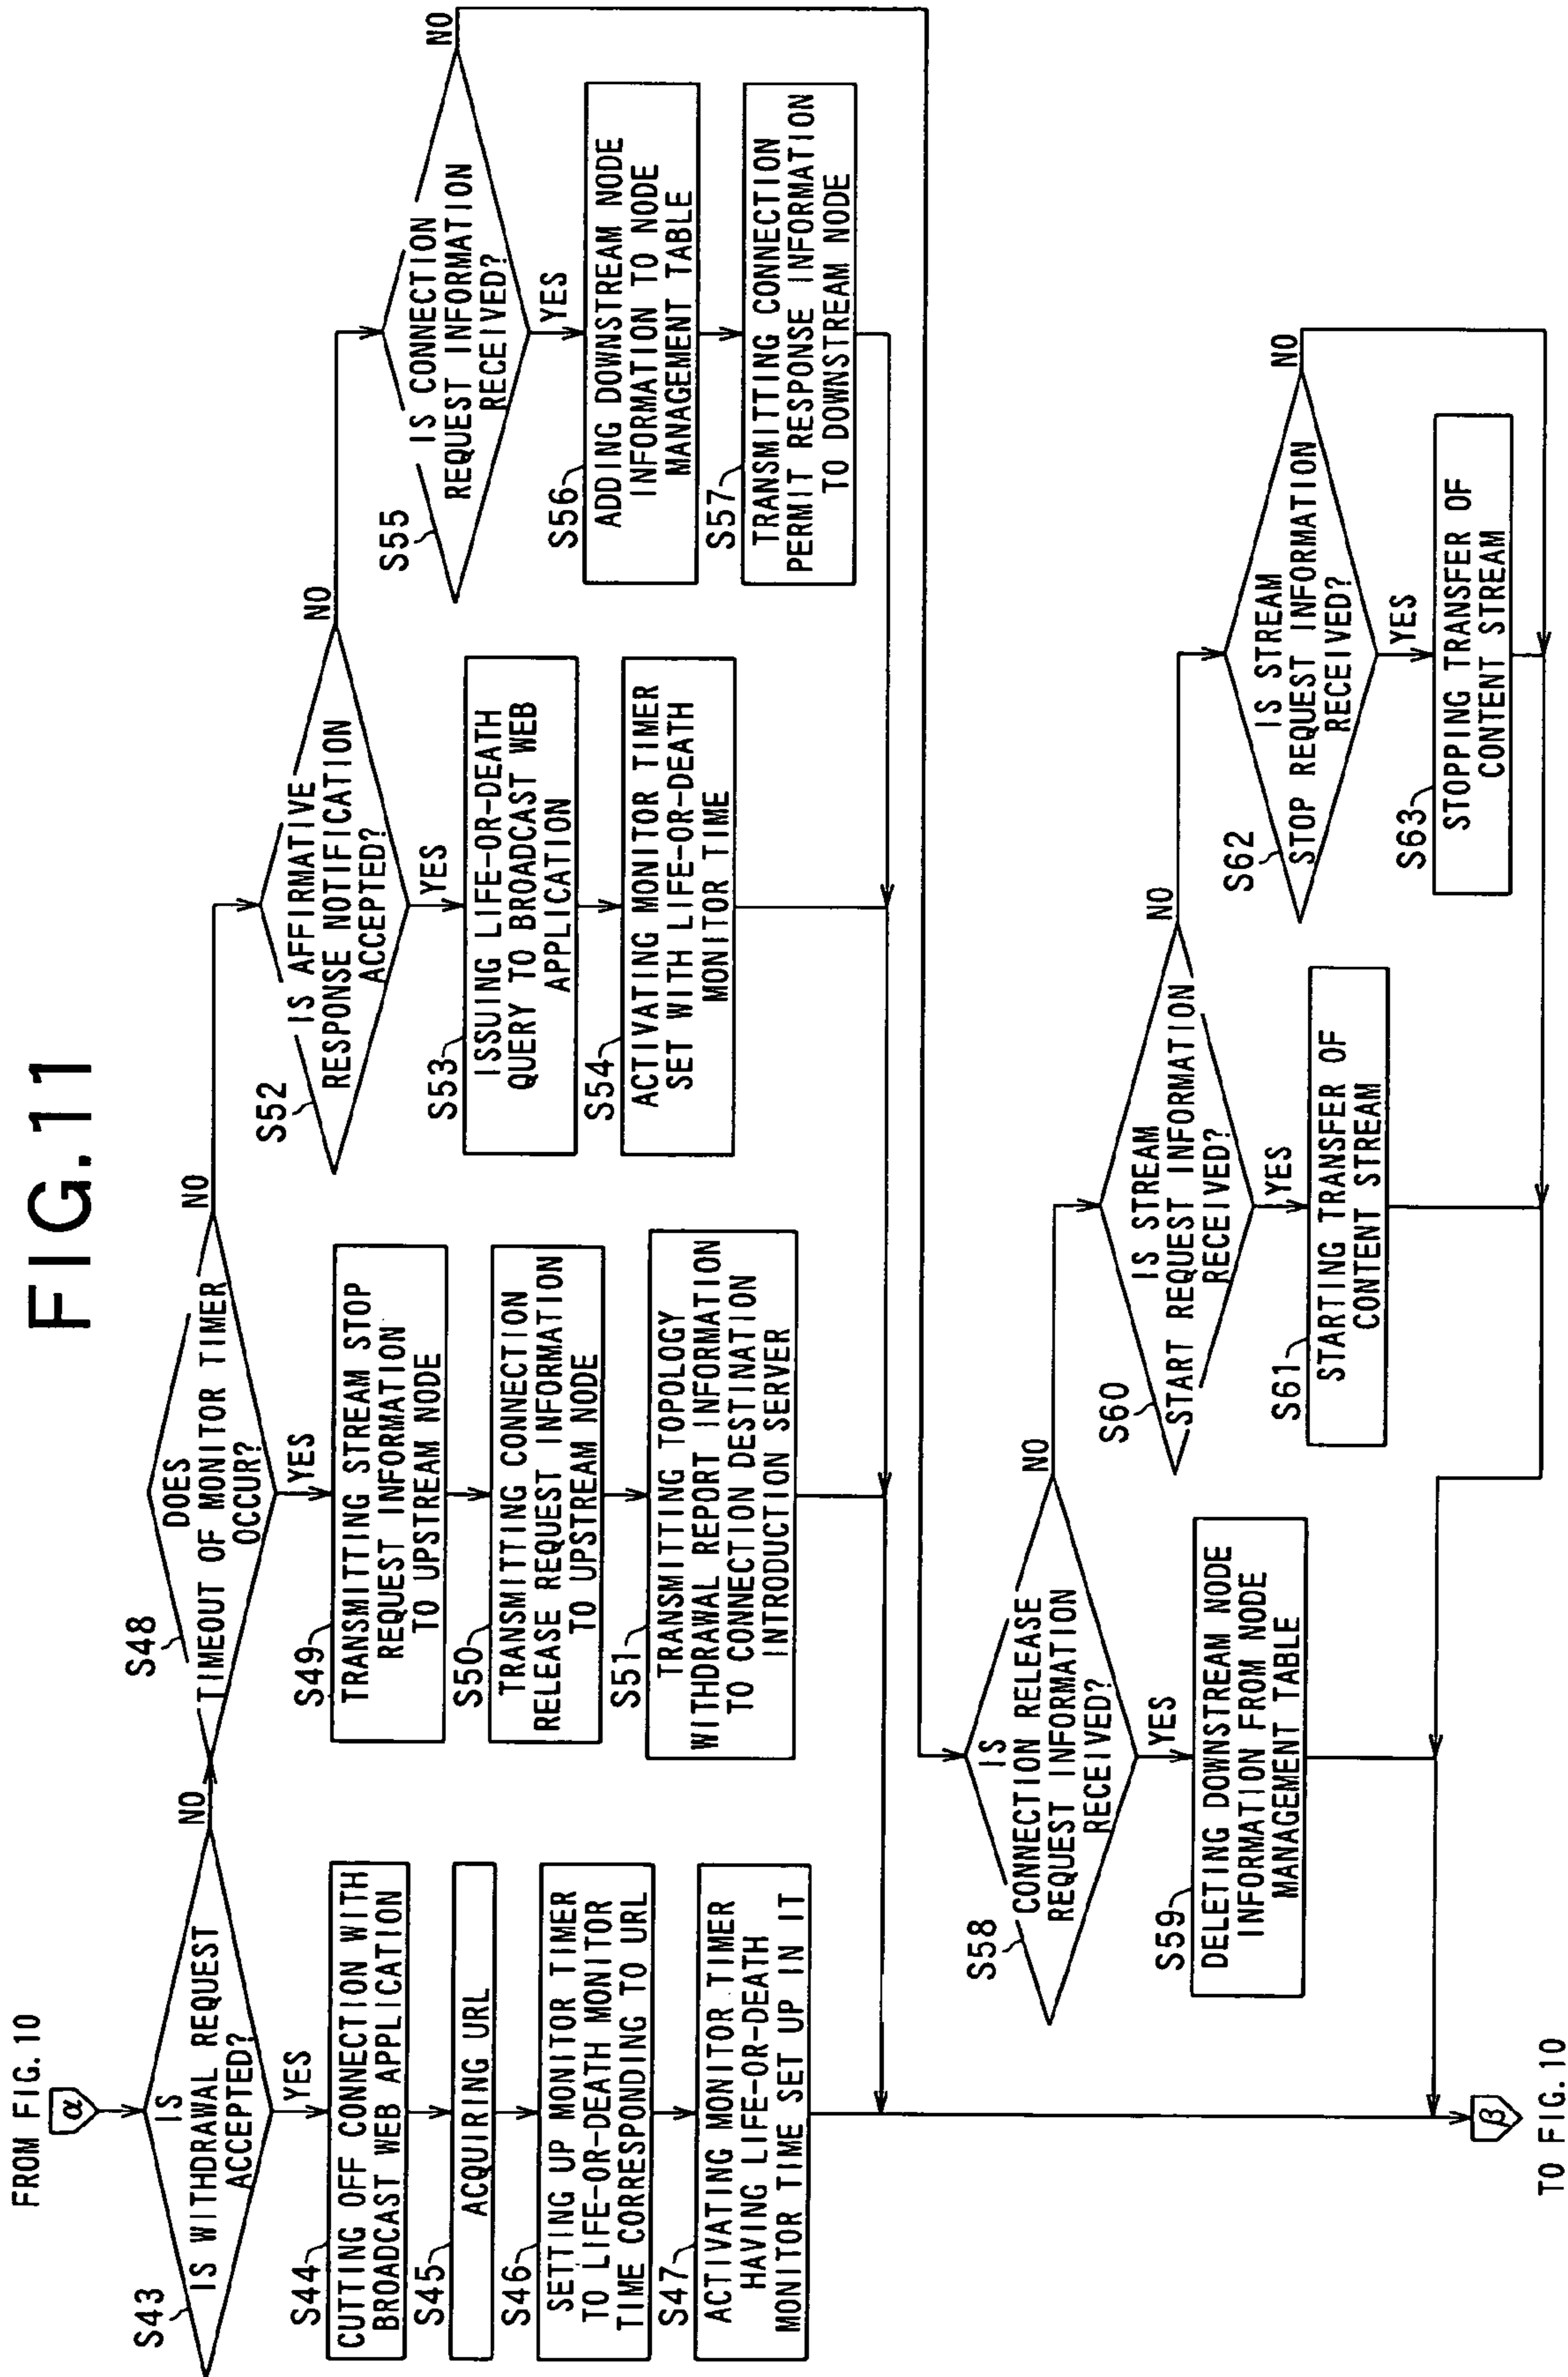 FIG.11
FROM FIG.10
α
S43
IS
WITHDRAWAL REQUEST
ACCEPTED?
NO
YES
S44
CUTTING OFF CONNECTION WITH
BROADCAST WEB APPLICATION
S45
ACQUIRING URL
S46
SETTING UP MONITOR TIMER
TO LIFE-OR-DEATH MONITOR
TIME CORRESPONDING TO URL
S47
ACTIVATING MONITOR TIMER
HAVING LIFE-OR-DEATH
MONITOR TIME SET UP IN IT
S48
DOES
TIMEOUT OF MONITOR TIMER
OCCUR?
NO
YES
S49
TRANSMITTING STREAM STOP
REQUEST INFORMATION
TO UPSTREAM NODE
S50
TRANSMITTING CONNECTION
RELEASE REQUEST INFORMATION
TO UPSTREAM NODE
S51
TRANSMITTING TOPOLOGY
WITHDRAWAL REPORT INFORMATION
TO CONNECTION DESTINATION
INTRODUCTION SERVER
S52
IS AFFIRMATIVE
RESPONSE NOTIFICATION
ACCEPTED?
NO
YES
S53
ISSUING LIFE-OR-DEATH
QUERY TO BROADCAST WEB
APPLICATION
S54
ACTIVATING MONITOR TIMER
SET WITH LIFE-OR-DEATH
MONITOR TIME
S55
IS CONNECTION
REQUEST INFORMATION
RECEIVED?
NO
YES
S56
ADDING DOWNSTREAM NODE
INFORMATION TO NODE
MANAGEMENT TABLE
S57
TRANSMITTING CONNECTION
PERMIT RESPONSE INFORMATION
TO DOWNSTREAM NODE
S58
IS
CONNECTION RELEASE
REQUEST INFORMATION
RECEIVED?
NO
YES
S59
DELETING DOWNSTREAM NODE
INFORMATION FROM NODE
MANAGEMENT TABLE
S60
IS STREAM
START REQUEST INFORMATION
RECEIVED?
NO
YES
S61
STARTING TRANSFER OF
CONTENT STREAM
S62
IS STREAM
STOP REQUEST INFORMATION
RECEIVED?
NO
YES
S63
STOPPING TRANSFER OF
CONTENT STREAM
β
TO FIG.10